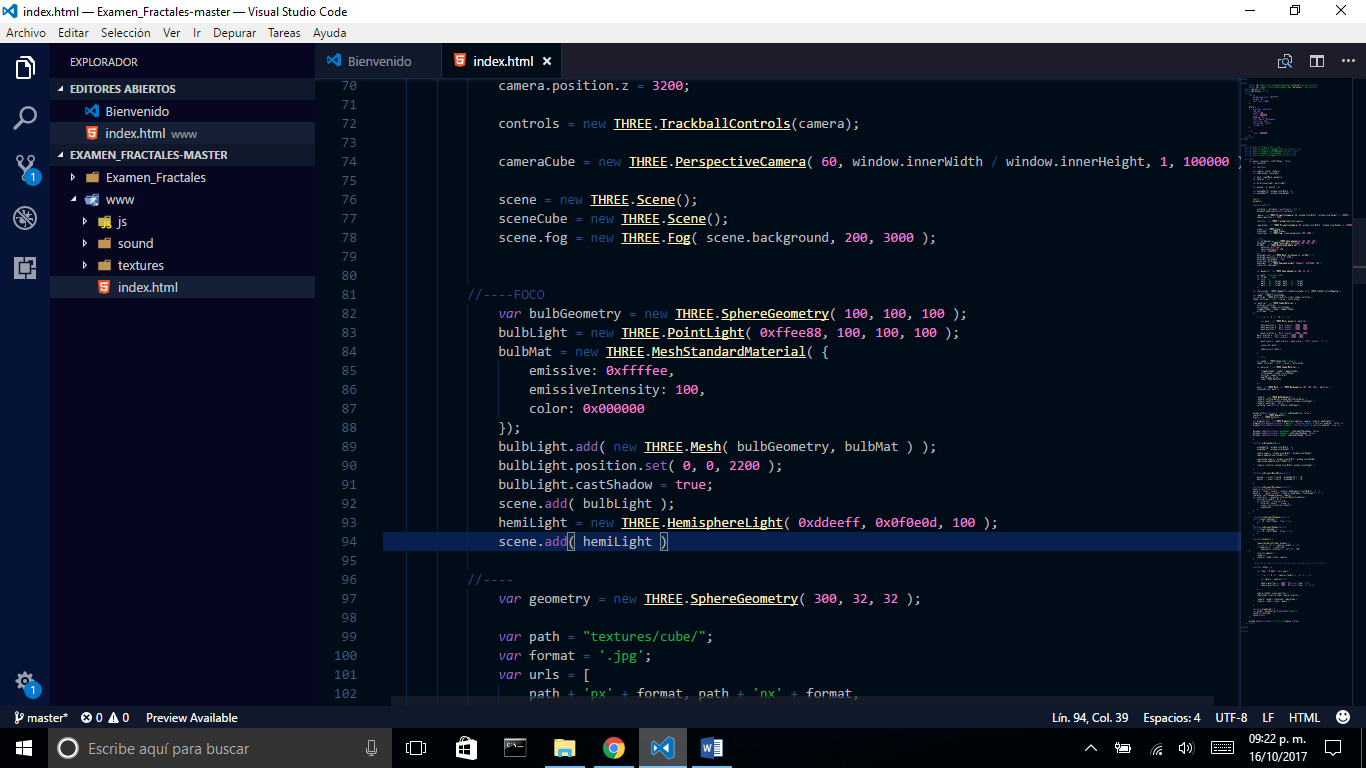 index.html — Examen_Fractales-master — Visual Studio Code
Archivo Editar Selección Ver Ir Depurar Tareas Ayuda
EXPLORADOR
EDITORES ABIERTOS
Bienvenido
index.html www
EXAMEN_FRACTALES-MASTER
Examen_Fractales
www
js
sound
textures
index.html
1
1
Bienvenido index.html
70 camera.position.z = 3200;
71
72 controls = new THREE.TrackballControls(camera);
73
74 cameraCube = new THREE.PerspectiveCamera( 60, window.innerWidth / window.innerHeight, 1, 100000 )
75
76 scene = new THREE.Scene();
77 sceneCube = new THREE.Scene();
78 scene.fog = new THREE.Fog( scene.background, 200, 3000 );
79
80
81 //----FOCO
82 var bulbGeometry = new THREE.SphereGeometry( 100, 100, 100 );
83 bulbLight = new THREE.PointLight( 0xffee88, 100, 100, 100 );
84 bulbMat = new THREE.MeshStandardMaterial( {
85 emissive: 0xffffee,
86 emissiveIntensity: 100,
87 color: 0x000000
88 });
89 bulbLight.add( new THREE.Mesh( bulbGeometry, bulbMat ) );
90 bulbLight.position.set( 0, 0, 2200 );
91 bulbLight.castShadow = true;
92 scene.add( bulbLight );
93 hemiLight = new THREE.HemisphereLight( 0xddeeff, 0x0f0e0d, 100 );
94 scene.add( hemiLight )
95
96 //----
97 var geometry = new THREE.SphereGeometry( 300, 32, 32 );
98
99 var path = "textures/cube/";
100 var format = '.jpg';
101 var urls = [
102 path + 'px' + format, path + 'nx' + format,
master* 0 0 Preview Available Lín. 94, Col. 39 Espacios: 4 UTF-8 LF HTML
Escribe aquí para buscar
09:22 p. m.
16/10/2017